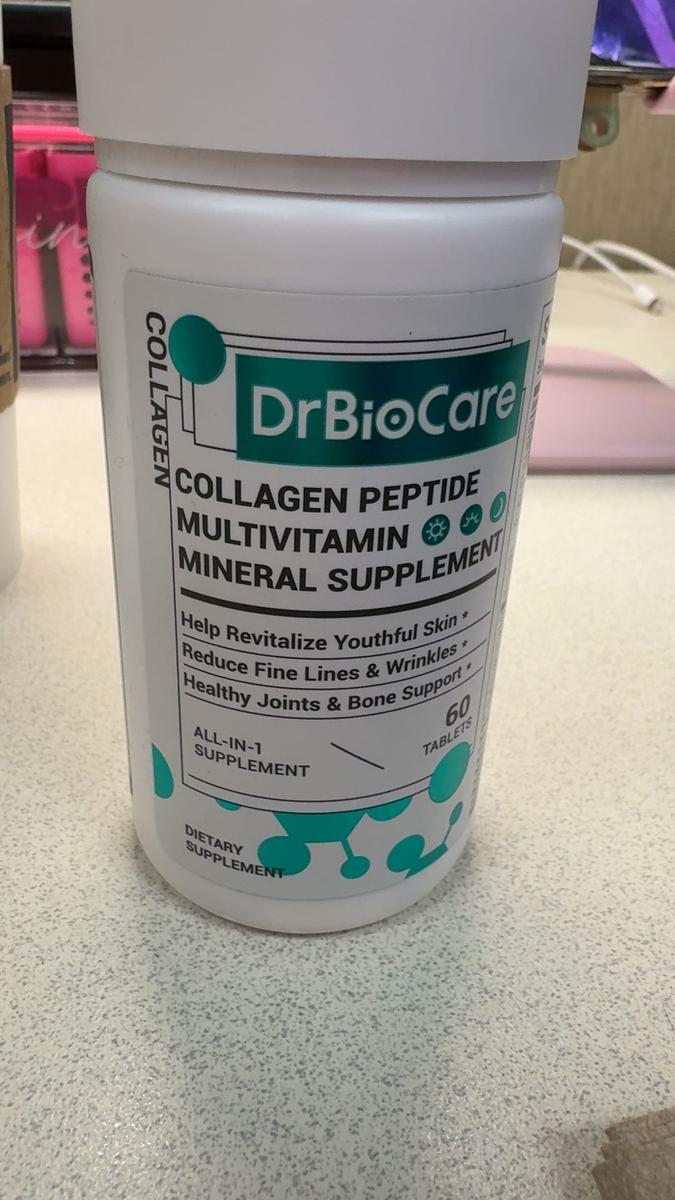 COLLAGEN
DrBioCare
COLLAGEN PEPTIDE
MULTIVITAMIN
MINERAL SUPPLEMENT
Help Revitalize Youthful Skin *
Reduce Fine Lines & Wrinkles *
Healthy Joints & Bone Support *
ALL-IN-1
SUPPLEMENT
60
TABLETS
DIETARY
SUPPLEMENT